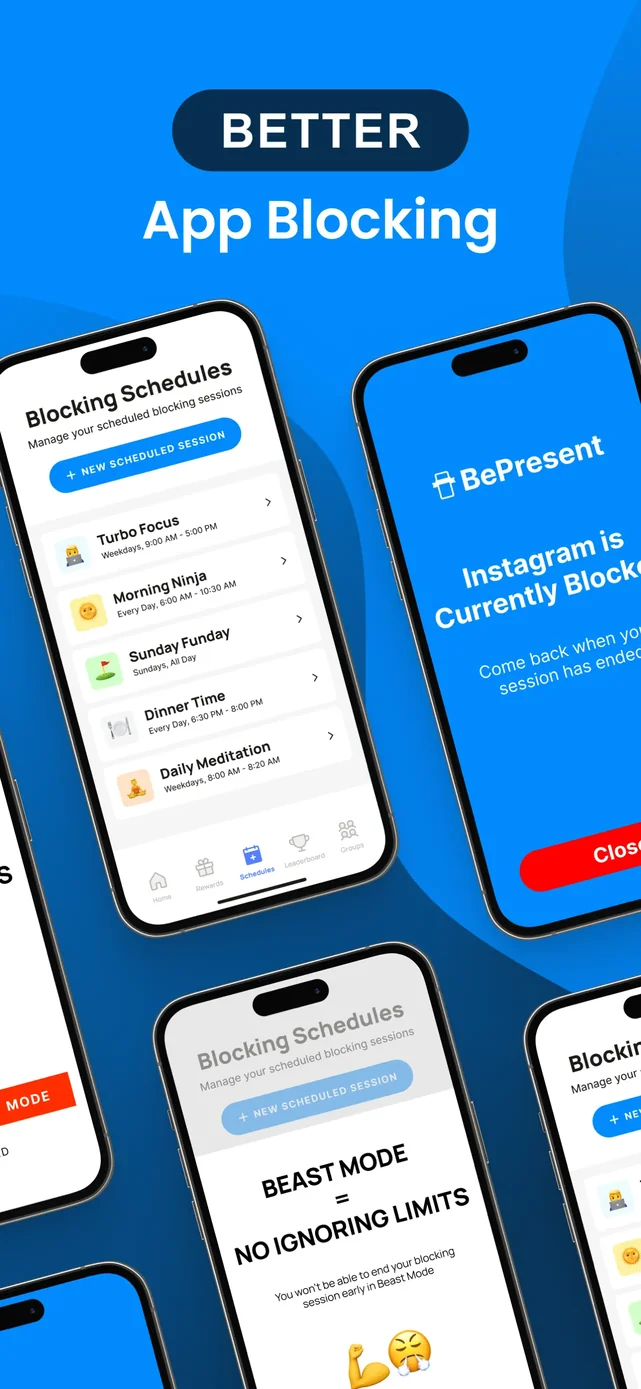 BETTER
App Blocking
Blocking Schedules
Manage your scheduled blocking sessions
+ NEW SCHEDULED SESSION
Turbo Focus
Weekdays, 9:00 AM - 5:00 PM
Morning Ninja
Every Day, 6:00 AM - 10:30 AM
Sunday Funday
Sundays, All Day
Dinner Time
Every Day, 6:30 PM - 8:00 PM
Daily Meditation
Weekdays, 8:00 AM - 8:20 AM
Home
Rewards
Schedules
Leaderboard
Groups
BePresent
Instagram is
Currently Blocke
Come back when you
session has ended
Close
S
MODE
D
Blocking Schedules
Manage your scheduled blocking sessions
+ NEW SCHEDULED SESSION
BEAST MODE
=
NO IGNORING LIMITS
You won't be able to end your blocking
session early in Beast Mode
Blockin
Manage your
+ NEW